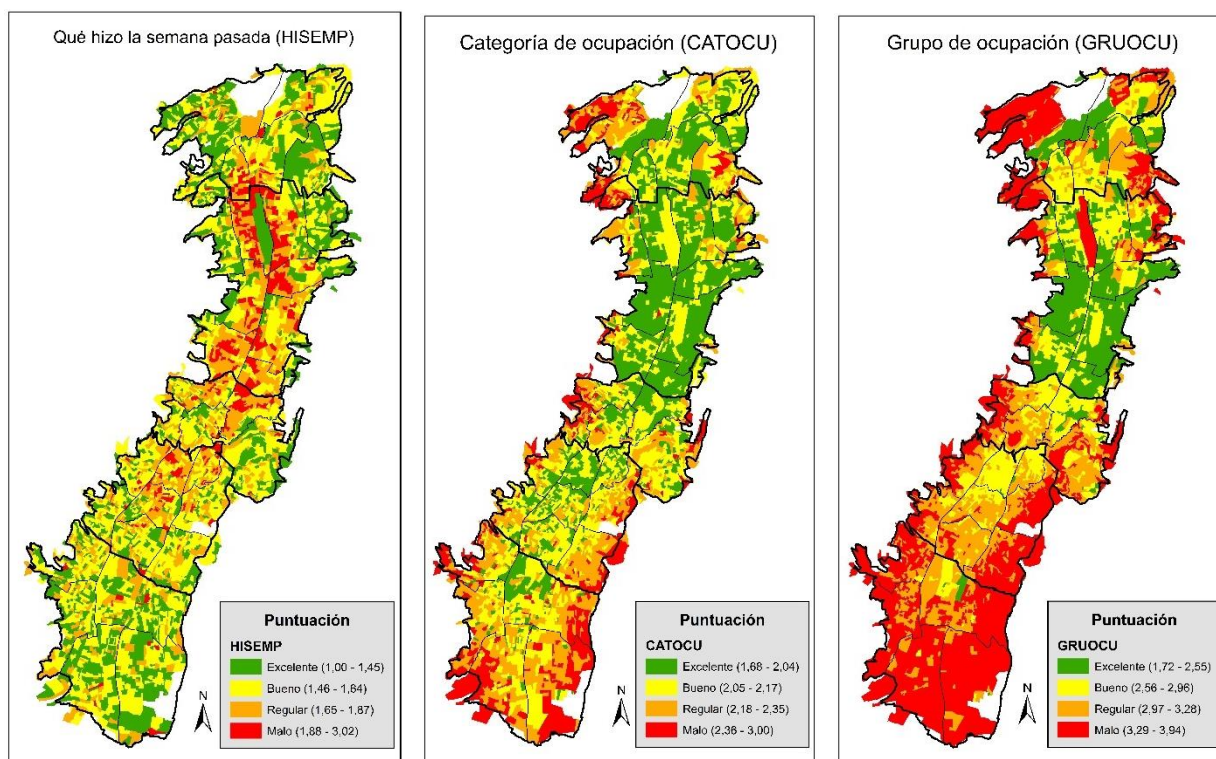 Qué hizo la semana pasada (HISEMP)
N
Puntuación
HISEMP
Excelente (1,00 - 1,45)
Bueno (1,46 - 1,64)
Regular (1,65 - 1,87)
Malo (1,88 - 3,02)
Categoría de ocupación (CATOCU)
N
Puntuación
CATOCU
Excelente (1,68 - 2,04)
Bueno (2,05 - 2,17)
Regular (2,18 - 2,35)
Malo (2,36 - 3,00)
Grupo de ocupación (GRUOCU)
N
Puntuación
GRUOCU
Excelente (1,72 - 2,55)
Bueno (2,56 - 2,96)
Regular (2,97 - 3,28)
Malo (3,29 - 3,94)